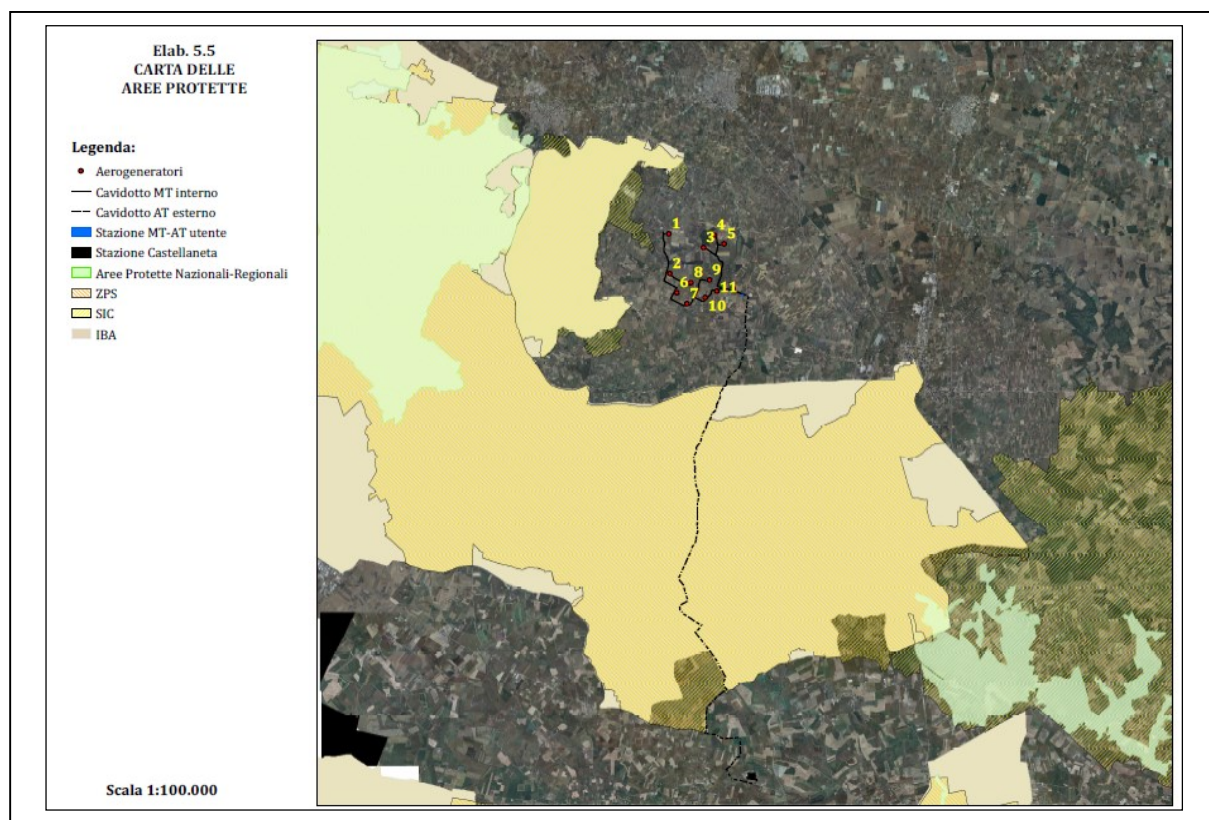 Elab. 5.5
CARTA DELLE
AREE PROTETTE
Legenda:
Aerogeneratori
Cavidotto MT interno
Cavidotto AT esterno
Stazione MT-AT utente
Stazione Castellaneta
Aree Protette Nazionali-Regionali
ZPS
SIC
IBA
Scala 1:100.000
1
4
3
5
2
8
9
6
7
11
10